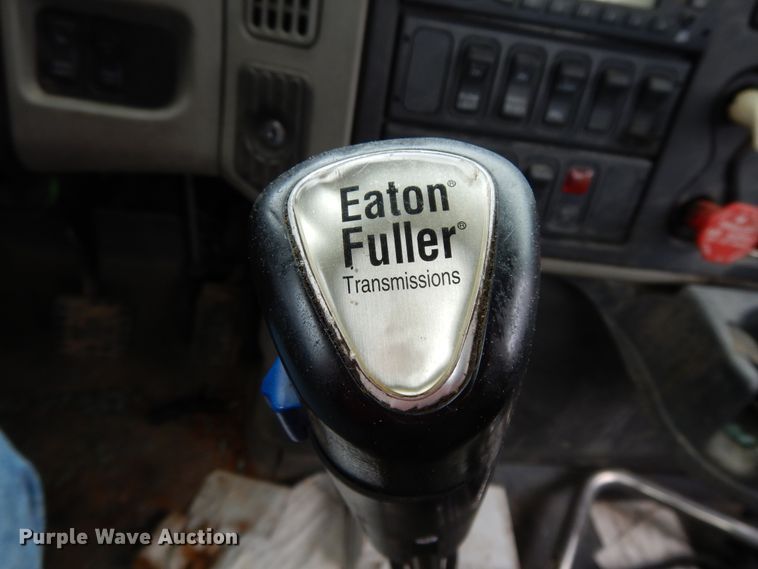 Eaton®
Fuller®
Transmissions
Purple Wave Auction